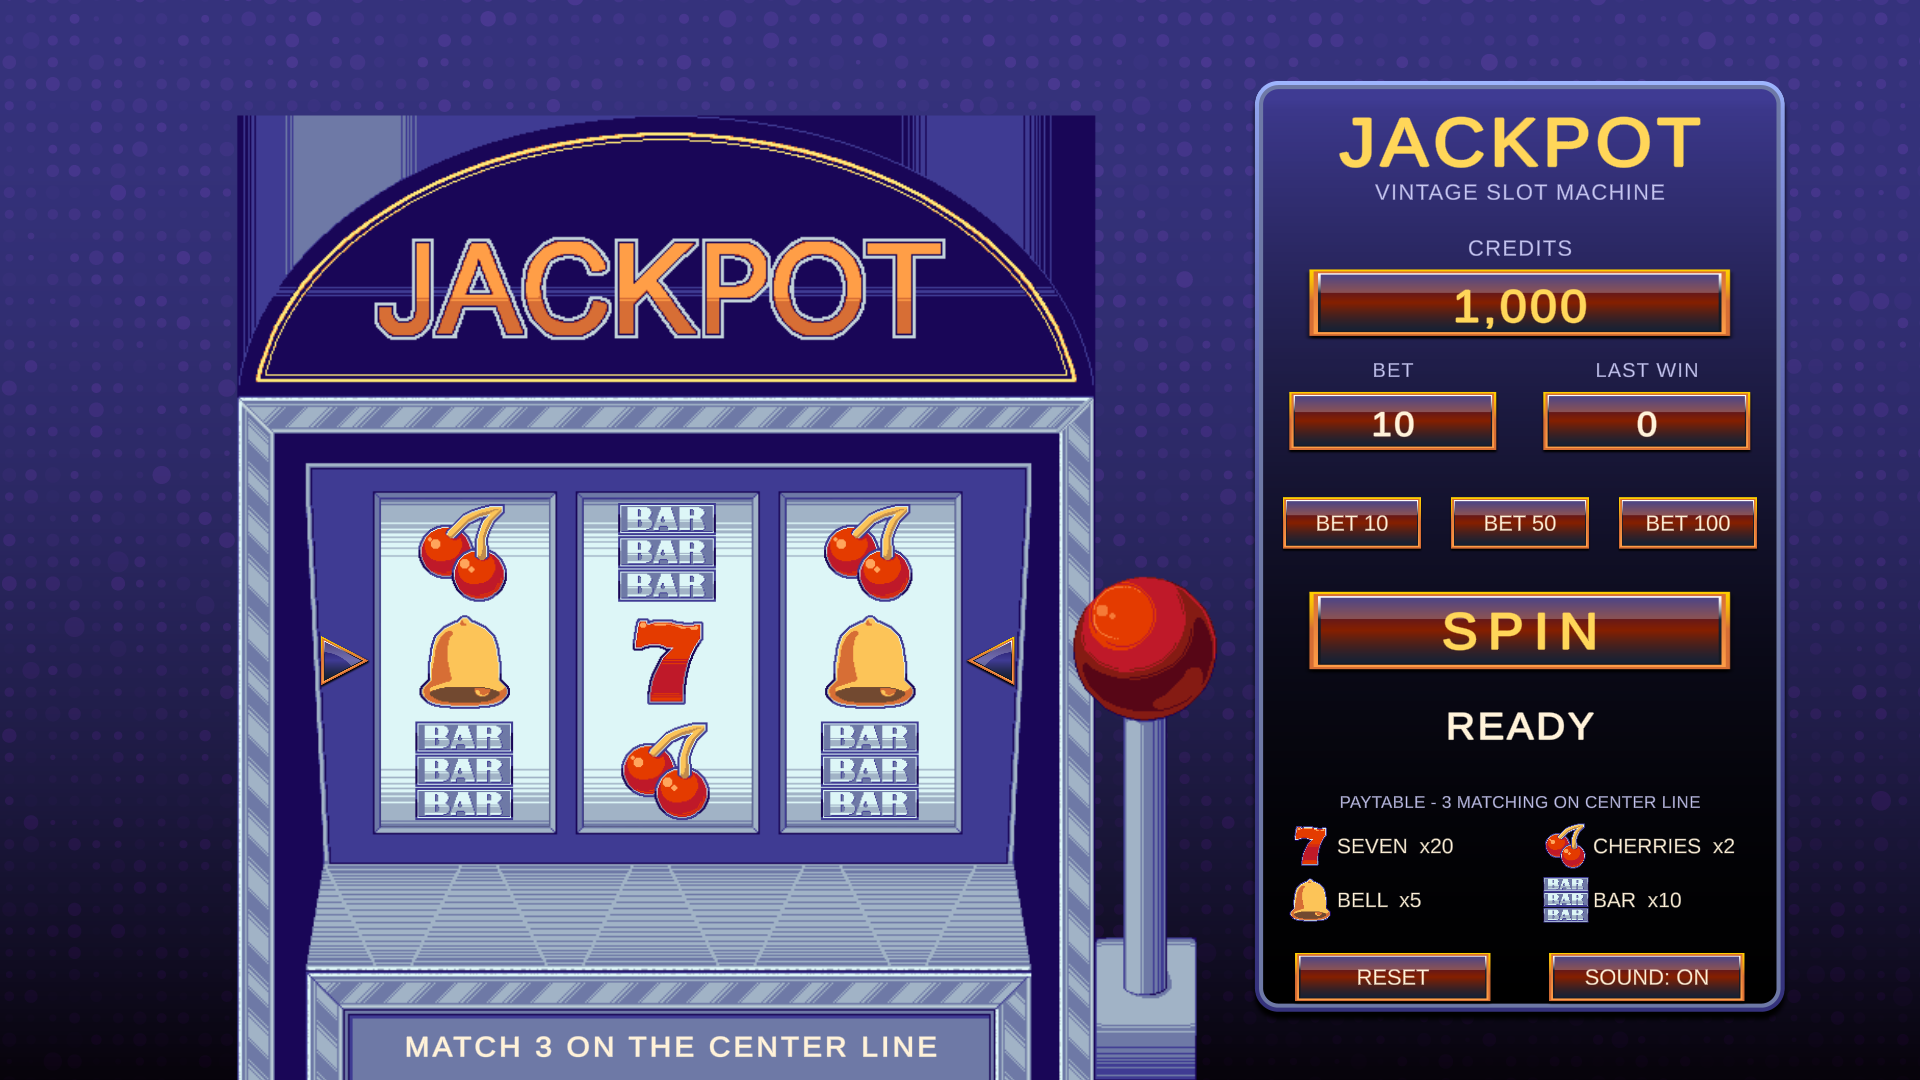 JACKPOT
BAR
BAR
BAR
7
BAR
BAR
BAR
BAR
BAR
BAR
MATCH 3 ON THE CENTER LINE
JACKPOT
VINTAGE SLOT MACHINE
CREDITS
1,000
BET
LAST WIN
10
0
BET 10
BET 50
BET 100
SPIN
READY
PAYTABLE - 3 MATCHING ON CENTER LINE
7 SEVEN x20
CHERRIES x2
BELL x5
BAR
BAR
BAR
BAR x10
RESET
SOUND: ON